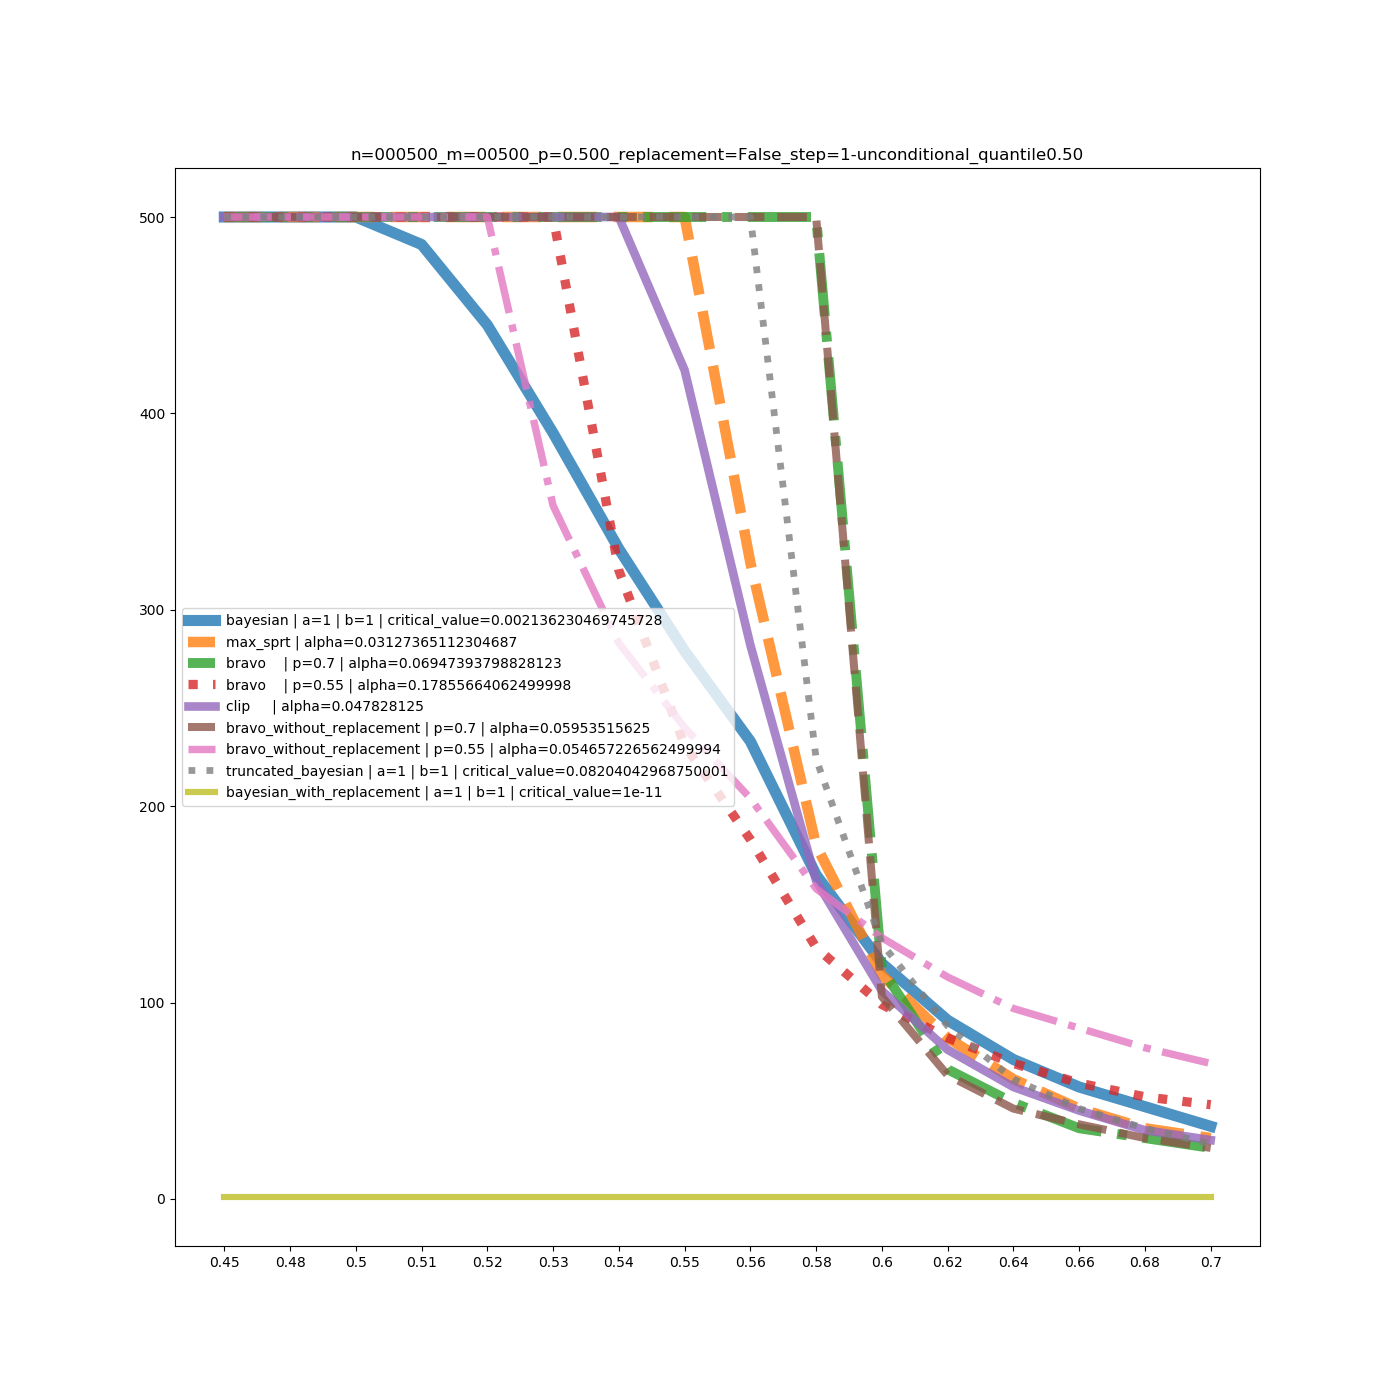 n=000500_m=00500_p=0.500_replacement=False_step=1-unconditional_quantile0.50
500
400
300
200
100
0
bayesian | a=1 | b=1 | critical_value=0.002136230469745728
max_sprt | alpha=0.03127365112304687
bravo | p=0.7 | alpha=0.06947393798828123
bravo | p=0.55 | alpha=0.17855664062499998
clip | alpha=0.047828125
bravo_without_replacement | p=0.7 | alpha=0.05953515625
bravo_without_replacement | p=0.55 | alpha=0.054657226562499994
truncated_bayesian | a=1 | b=1 | critical_value=0.08204042968750001
bayesian_with_replacement | a=1 | b=1 | critical_value=1e-11
0.45 0.48 0.5 0.51 0.52 0.53 0.54 0.55 0.56 0.58 0.6 0.62 0.64 0.66 0.68 0.7